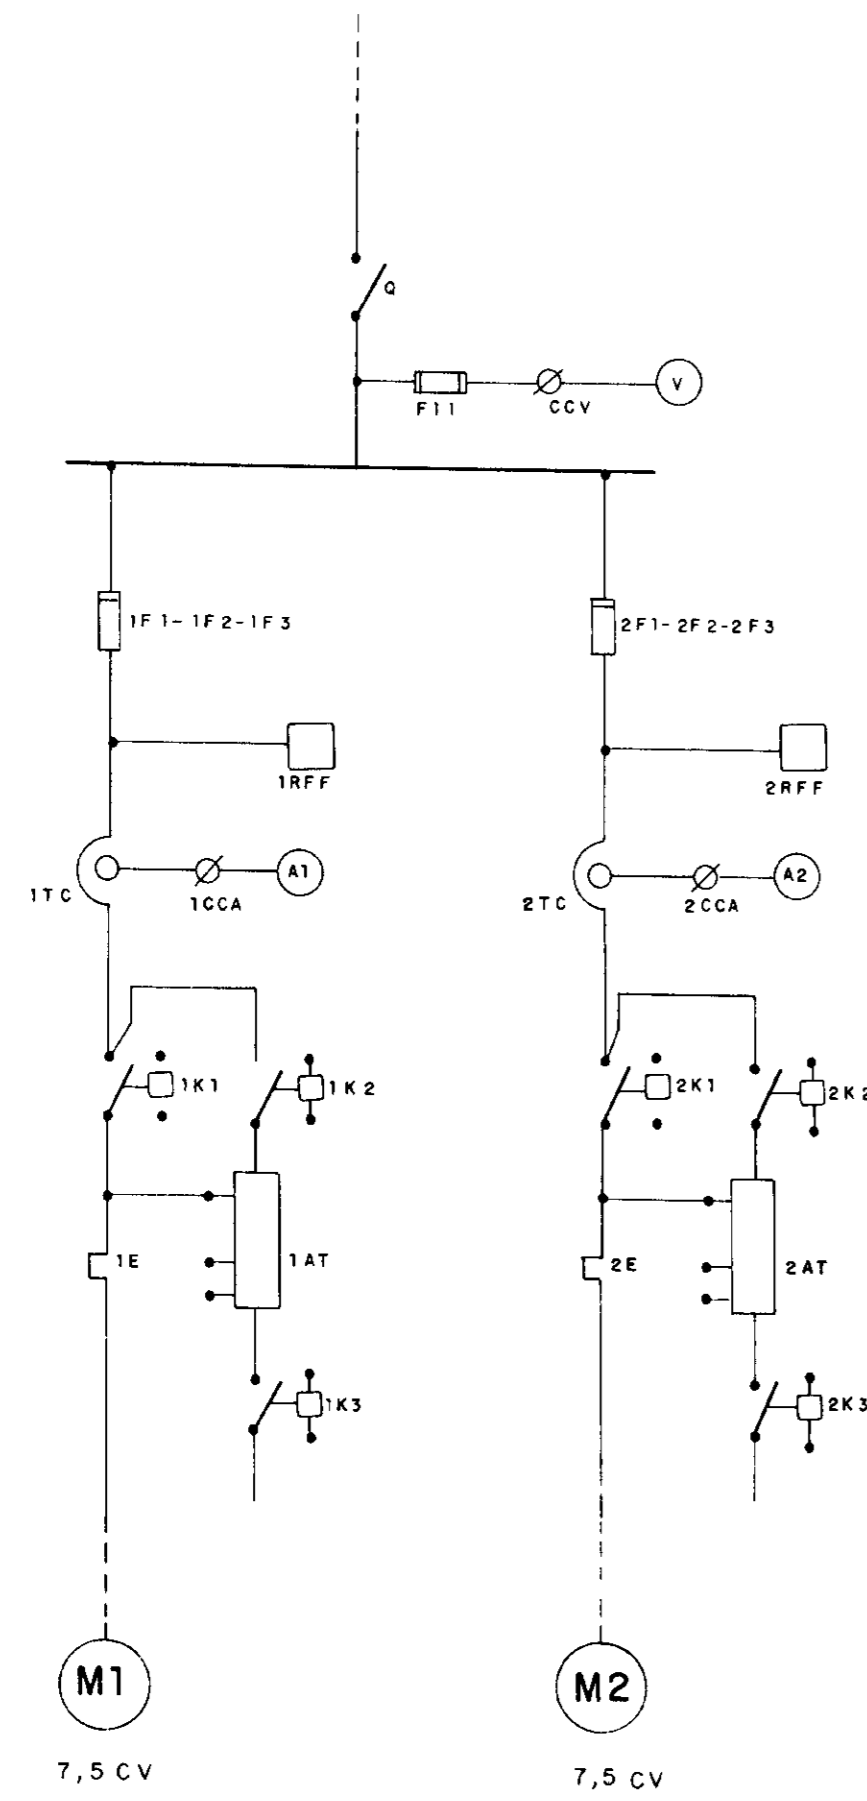 Q
F11
CCV
V
1F1-1F2-1F3
2F1-2F2-2F3
1RFF
2RFF
1TC
1CCA
A1
2TC
2CCA
A2
1K1
1K2
2K1
2K2
1E
1AT
2E
2AT
1K3
2K3
M1
M2
7,5 CV
7,5 CV